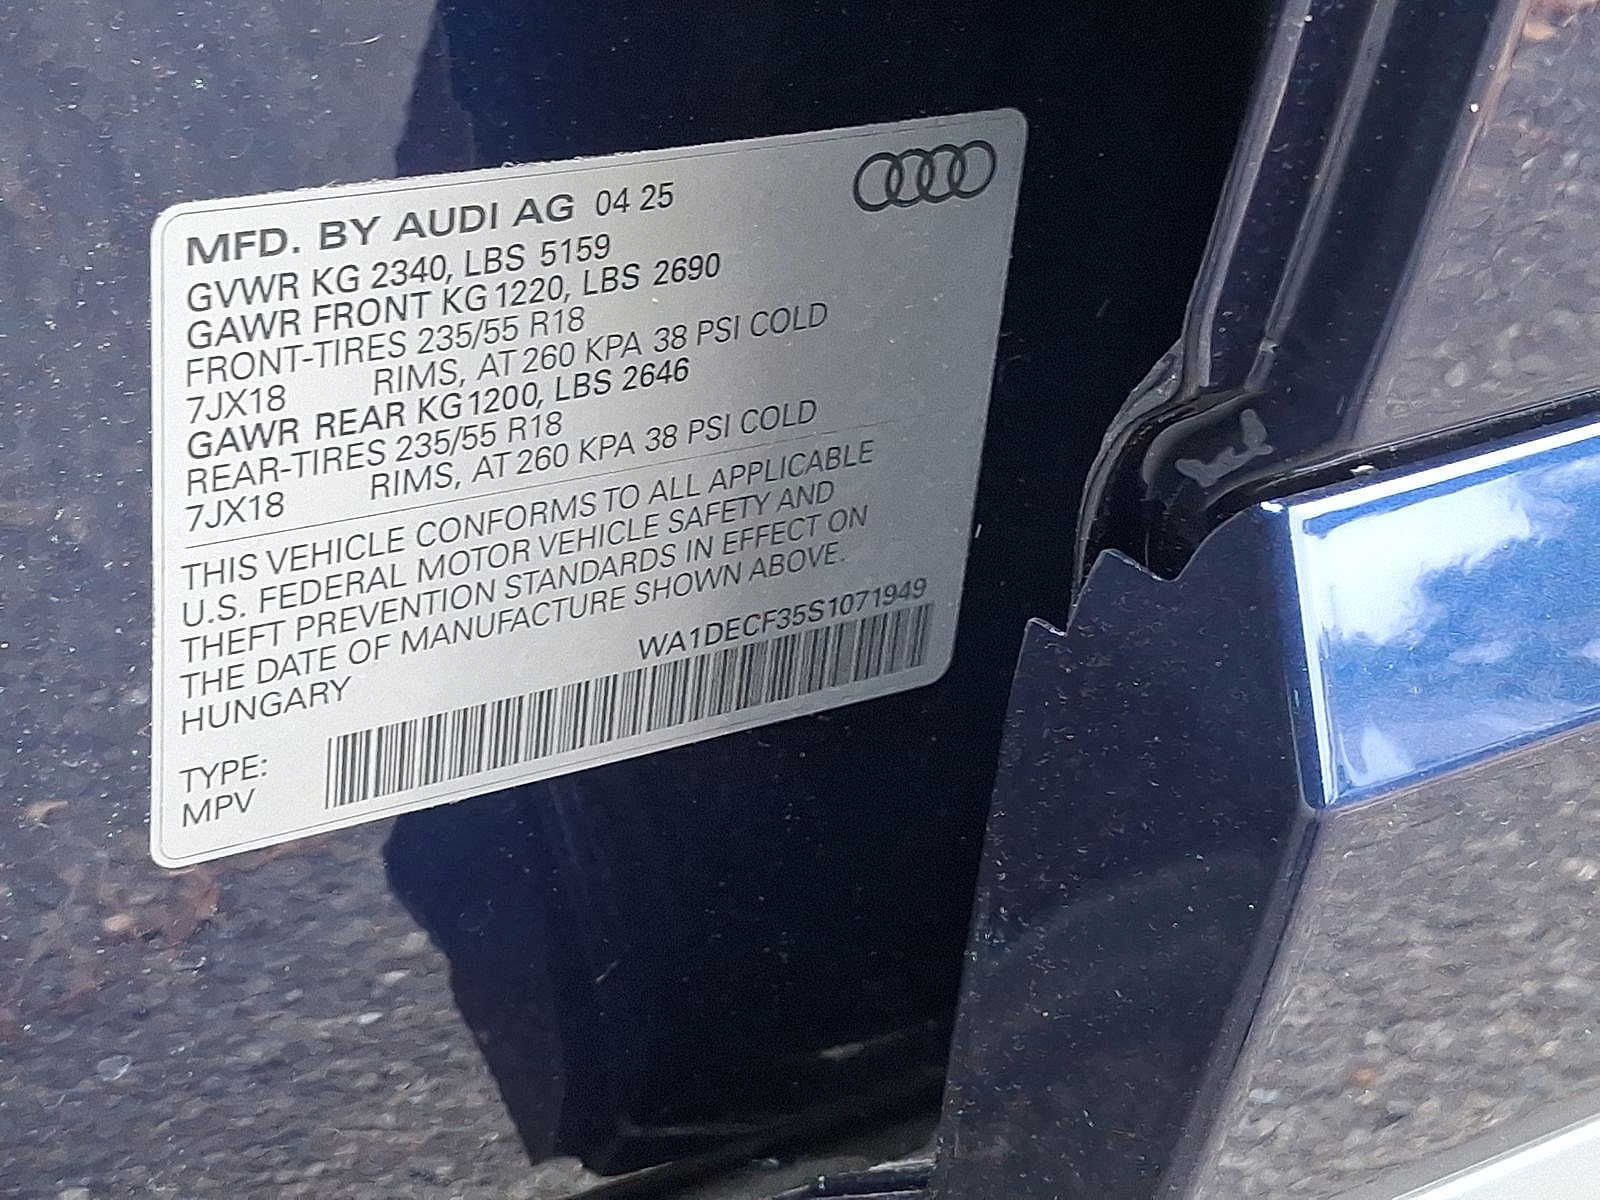 MFD. BY AUDI AG 04 25
GVWR KG 2340, LBS 5159
GAWR FRONT KG 1220, LBS 2690
FRONT-TIRES 235/55 R18
7JX18 RIMS, AT 260 KPA 38 PSI COLD
GAWR REAR KG 1200, LBS 2646
REAR-TIRES 235/55 R18
7JX18 RIMS, AT 260 KPA 38 PSI COLD
THIS VEHICLE CONFORMS TO ALL APPLICABLE
U.S. FEDERAL MOTOR VEHICLE SAFETY AND
THEFT PREVENTION STANDARDS IN EFFECT ON
THE DATE OF MANUFACTURE SHOWN ABOVE.
HUNGARY
WA1DECF35S1071949
TYPE:
MPV